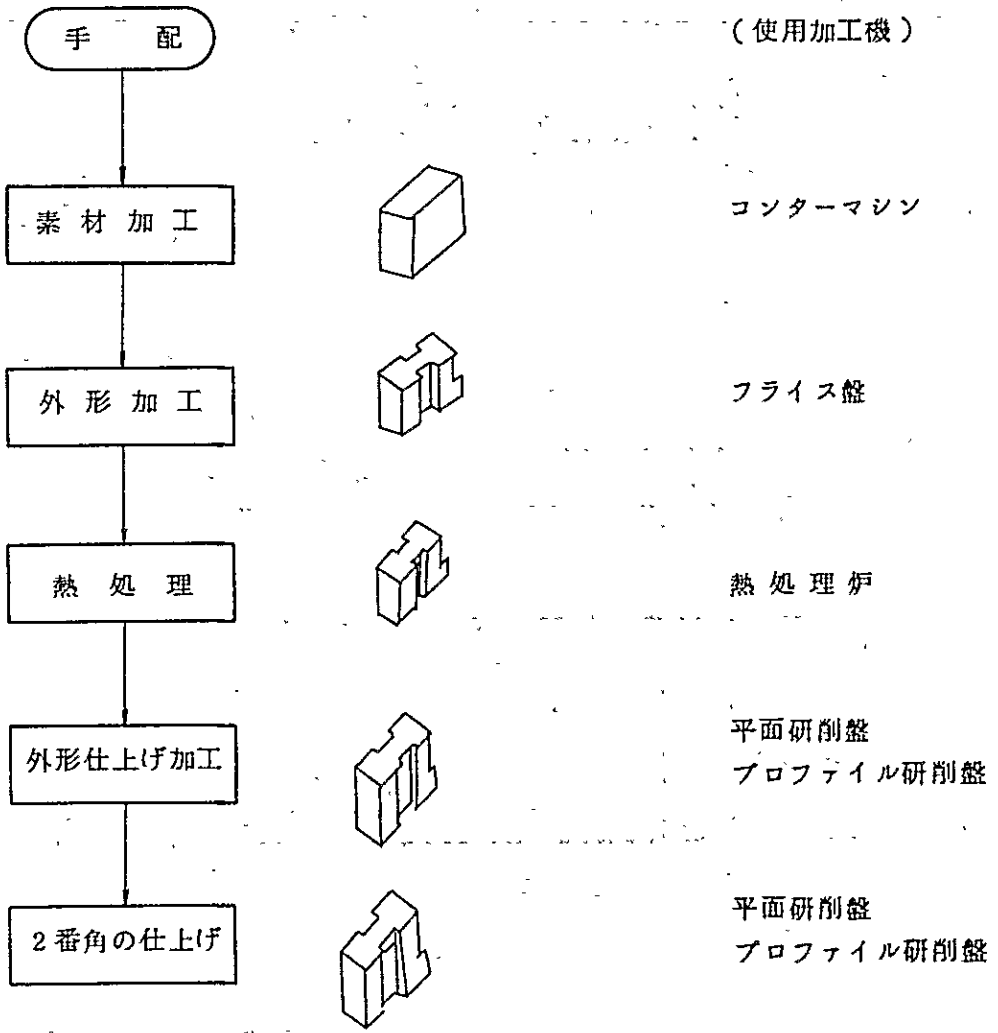 手配
(使用加工機)
素材加工
コンターマシン
外形加工
フライス盤
熱処理
熱処理炉
外形仕上げ加工
平面研削盤
プロファイル研削盤
2番角の仕上げ
平面研削盤
プロファイル研削盤